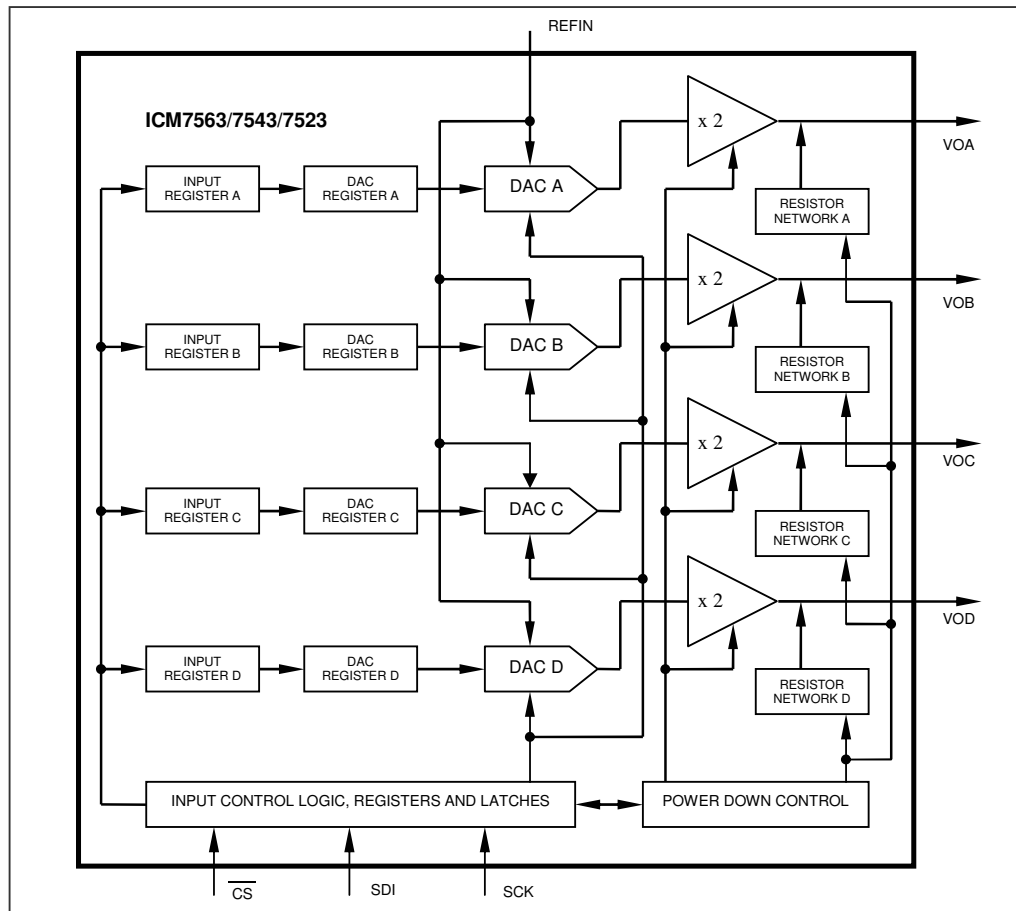 REFIN
ICM7563/7543/7523
x 2
VOA
INPUT
REGISTER A
DAC
REGISTER A
DAC A
RESISTOR
NETWORK A
x 2
VOB
INPUT
REGISTER B
DAC
REGISTER B
DAC B
RESISTOR
NETWORK B
x 2
VOC
INPUT
REGISTER C
DAC
REGISTER C
DAC C
RESISTOR
NETWORK C
x 2
VOD
INPUT
REGISTER D
DAC
REGISTER D
DAC D
RESISTOR
NETWORK D
INPUT CONTROL LOGIC, REGISTERS AND LATCHES
POWER DOWN CONTROL
CS
SDI
SCK